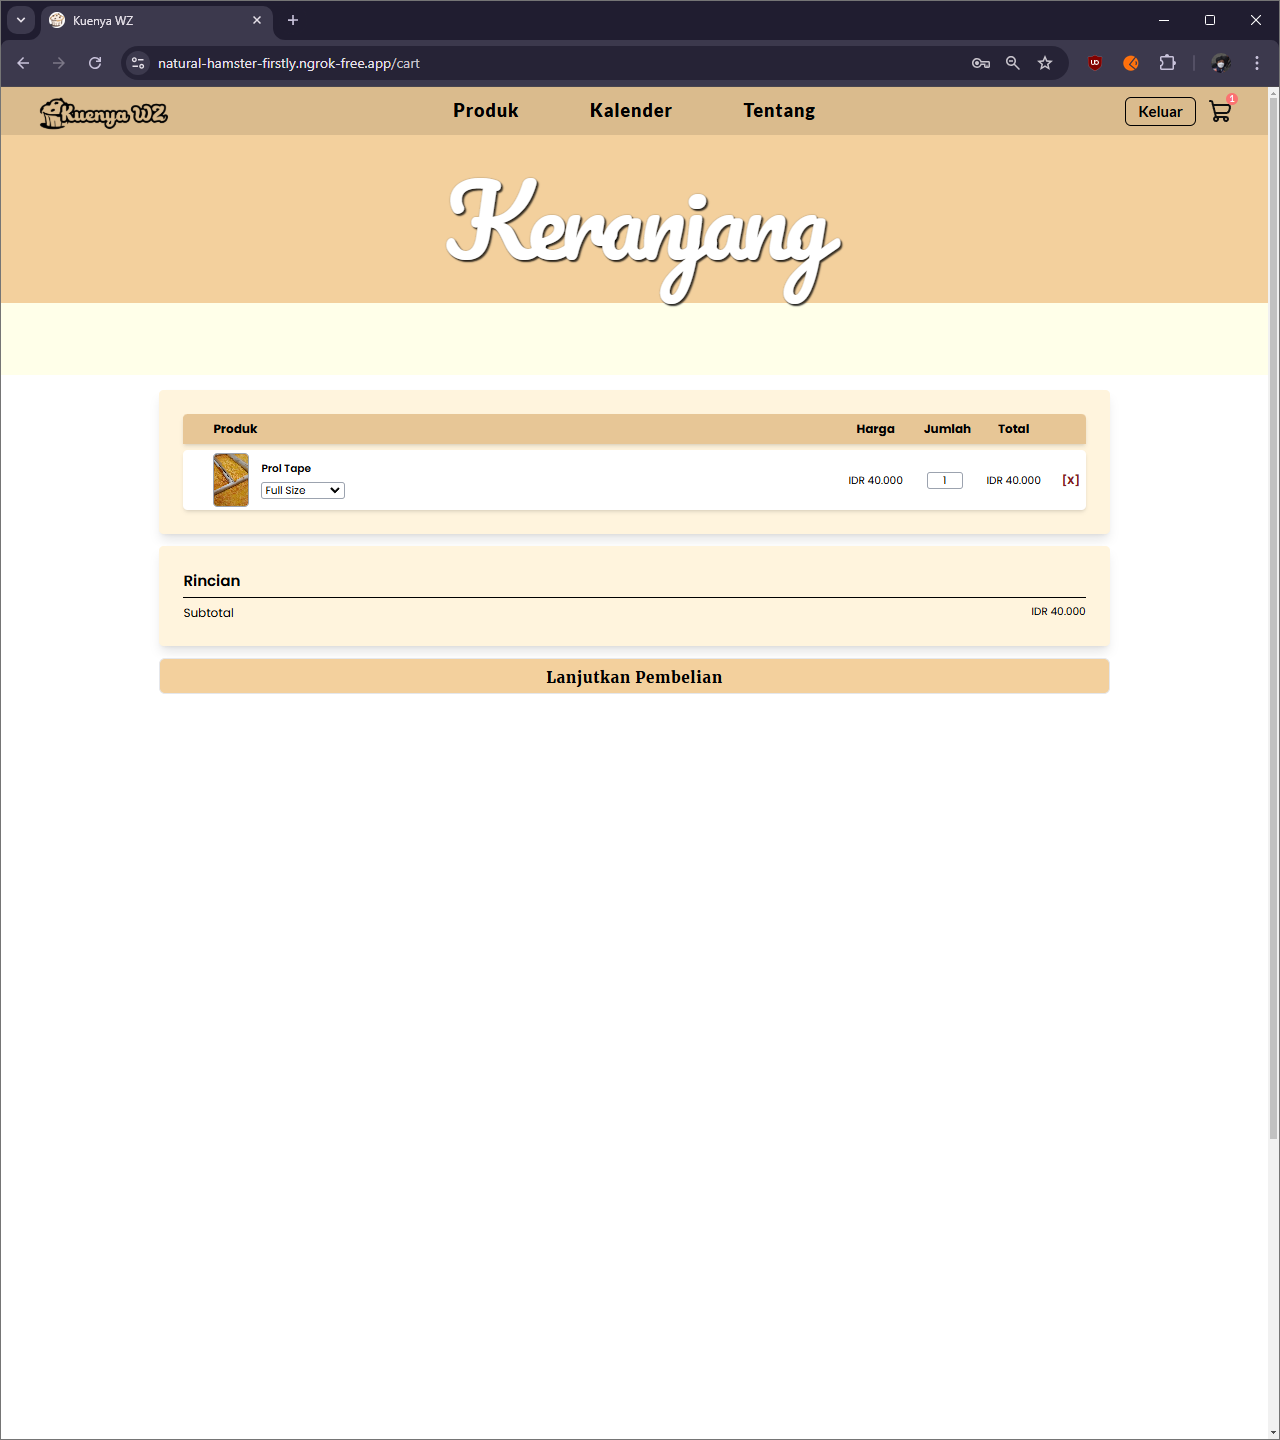 Kuenya WZ
natural-hamster-firstly.ngrok-free.app/cart
Kuenya WZ
Produk
Kalender
Tentang
Keluar
1
Keranjang
Produk Harga Jumlah Total
Prol Tape
Full Size
IDR 40.000 1 IDR 40.000 [X]
Rincian
Subtotal IDR 40.000
Lanjutkan Pembelian